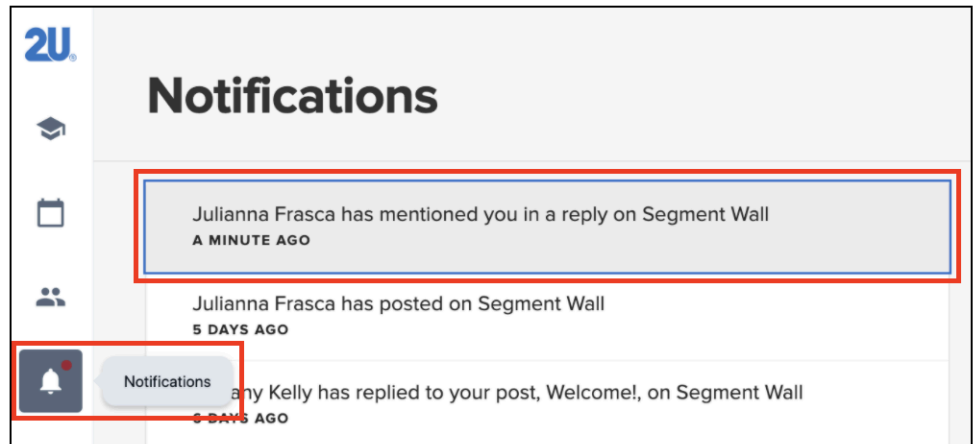 2U®
Notifications
Julianna Frasca has mentioned you in a reply on Segment Wall
A MINUTE AGO
Julianna Frasca has posted on Segment Wall
5 DAYS AGO
Notifications
any Kelly has replied to your post, Welcome!, on Segment Wall
DAYS AGO